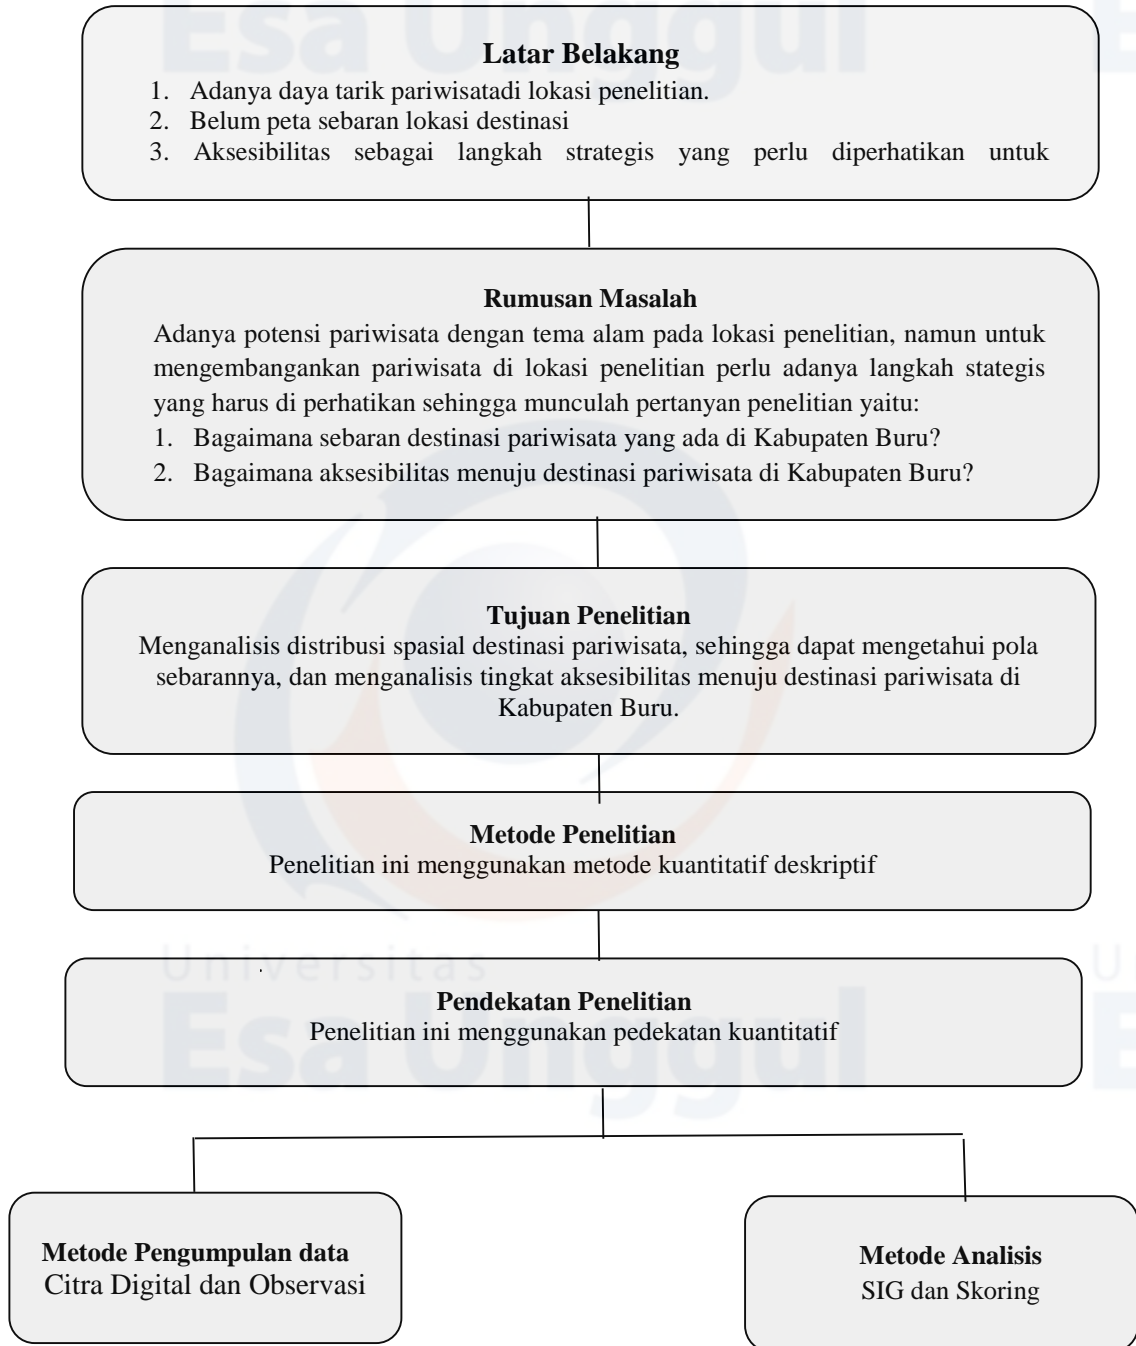 Esa Unggul
Latar Belakang
1. Adanya daya tarik pariwisatadi lokasi penelitian.
2. Belum peta sebaran lokasi destinasi
3. Aksesibilitas sebagai langkah strategis yang perlu diperhatikan untuk
Rumusan Masalah
Adanya potensi pariwisata dengan tema alam pada lokasi penelitian, namun untuk
mengembangankan pariwisata di lokasi penelitian perlu adanya langkah stategis
yang harus di perhatikan sehingga munculah pertanyan penelitian yaitu:
1. Bagaimana sebaran destinasi pariwisata yang ada di Kabupaten Buru?
2. Bagaimana aksesibilitas menuju destinasi pariwisata di Kabupaten Buru?
Tujuan Penelitian
Menganalisis distribusi spasial destinasi pariwisata, sehingga dapat mengetahui pola
sebarannya, dan menganalisis tingkat aksesibilitas menuju destinasi pariwisata di
Kabupaten Buru.
Metode Penelitian
Penelitian ini menggunakan metode kuantitatif deskriptif
Universitas
Esa Unggul
Pendekatan Penelitian
Penelitian ini menggunakan pedekatan kuantitatif
Metode Pengumpulan data
Citra Digital dan Observasi
Metode Analisis
SIG dan Skoring